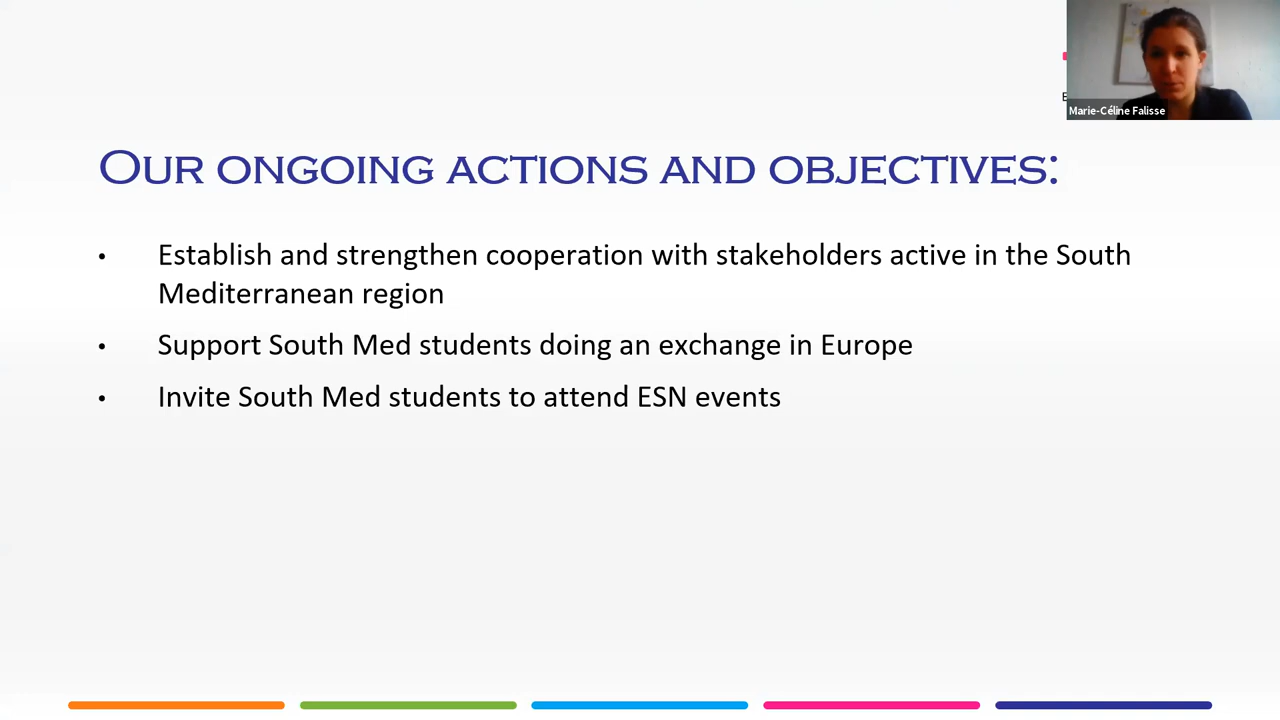 Marie-Céline Falisse
OUR ONGOING ACTIONS AND OBJECTIVES:
• Establish and strengthen cooperation with stakeholders active in the South
Mediterranean region
• Support South Med students doing an exchange in Europe
• Invite South Med students to attend ESN events